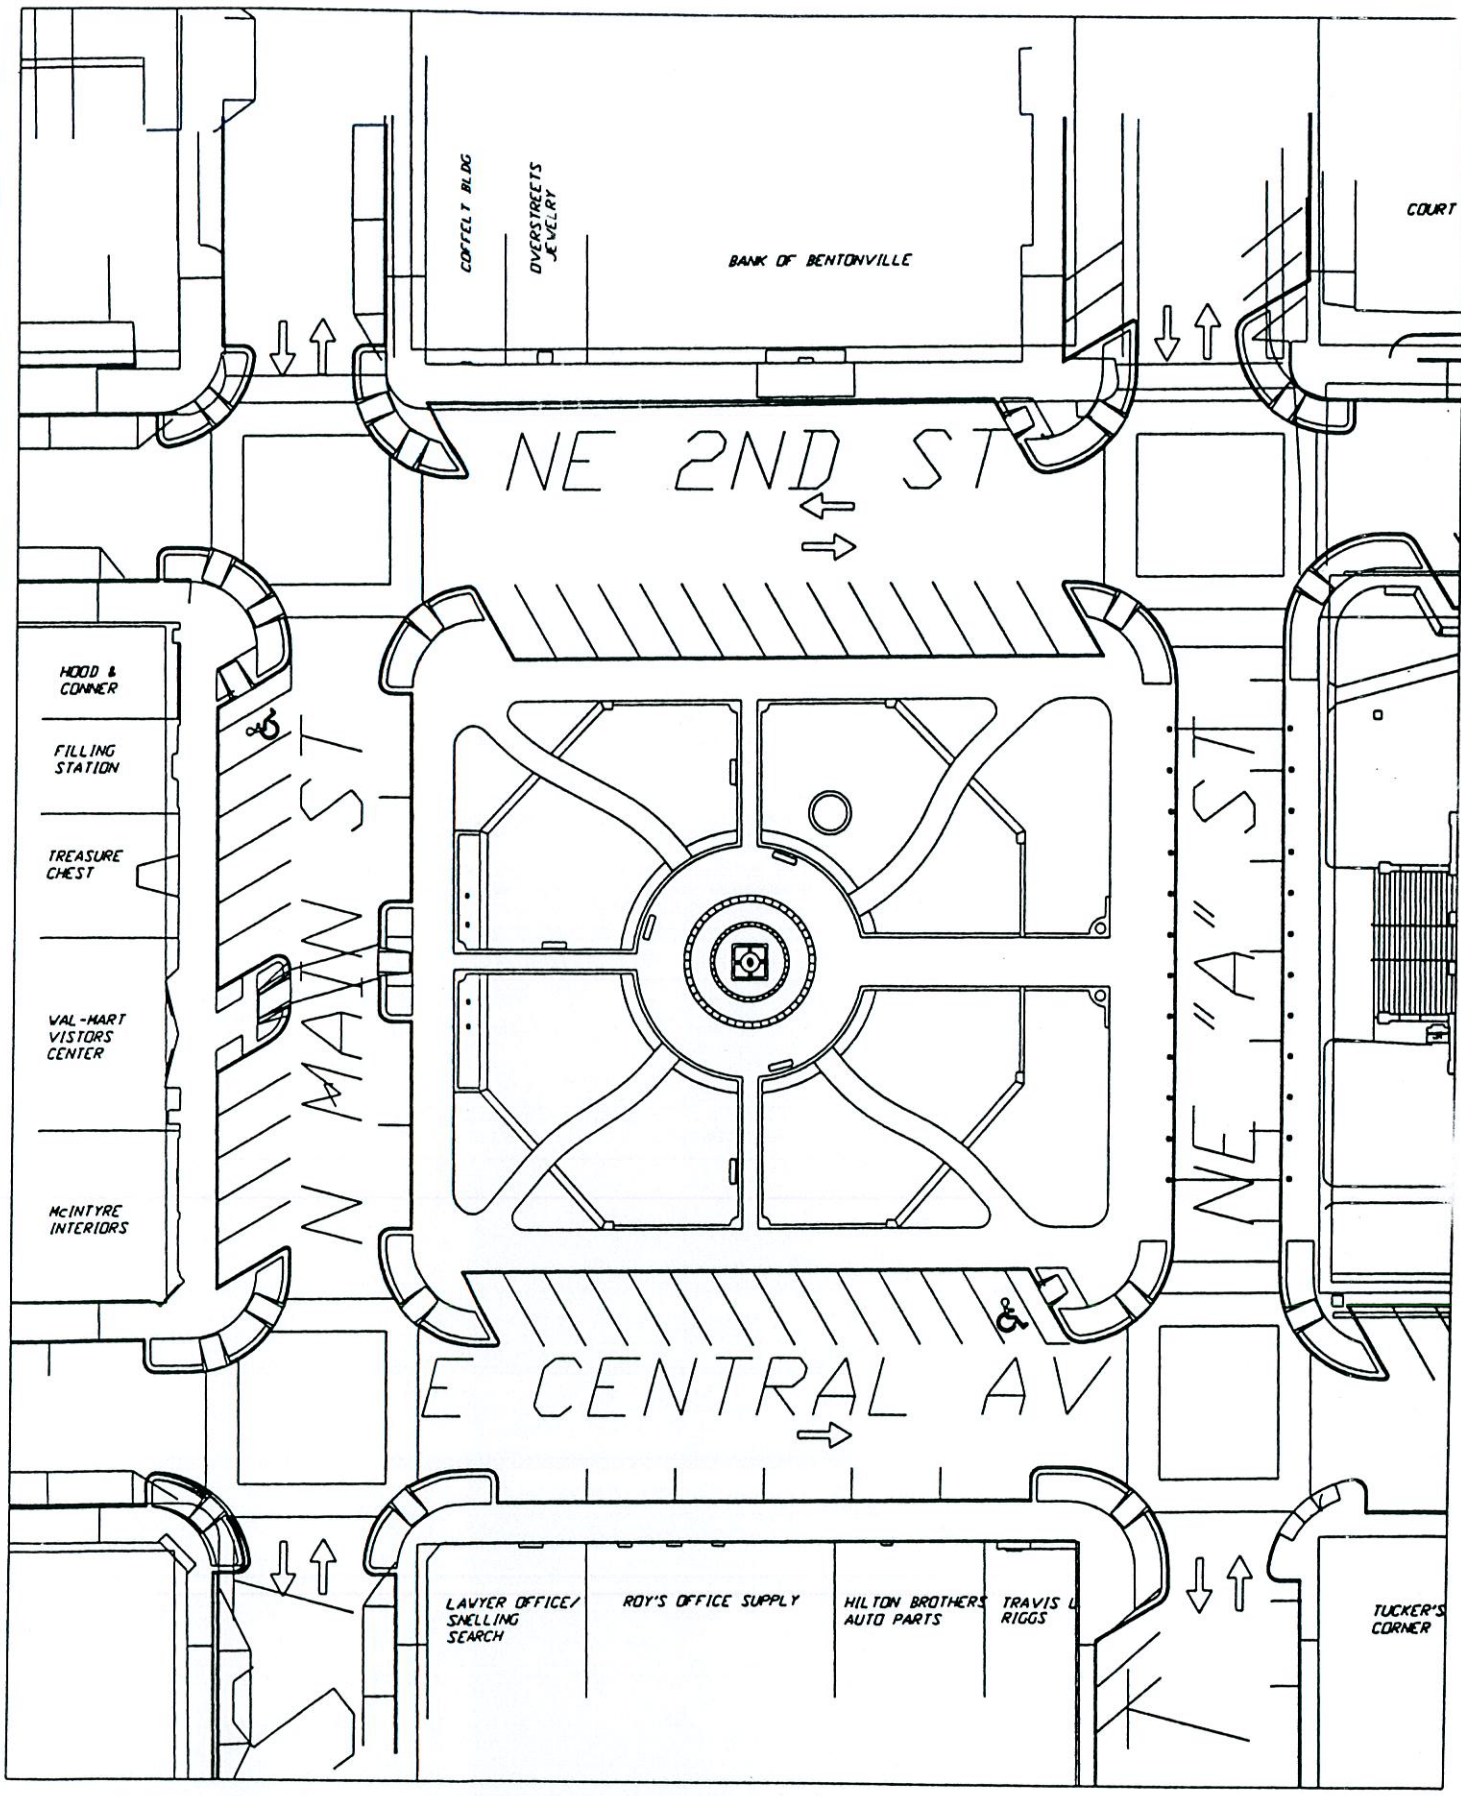 COFFELT BLDG
OVERSTREETS
JEWELRY
BANK OF BENTONVILLE
COURT
NE 2ND ST
HOOD &
CONNER
FILLING
STATION
TREASURE
CHEST
WAL-MART
VISTORS
CENTER
McINTYRE
INTERIORS
N MAIN ST
NE "A" ST
E CENTRAL AV
LAWYER OFFICE/
SNELLING
SEARCH
ROY'S OFFICE SUPPLY
HILTON BROTHERS
AUTO PARTS
TRAVIS L
RIGGS
TUCKER'S
CORNER